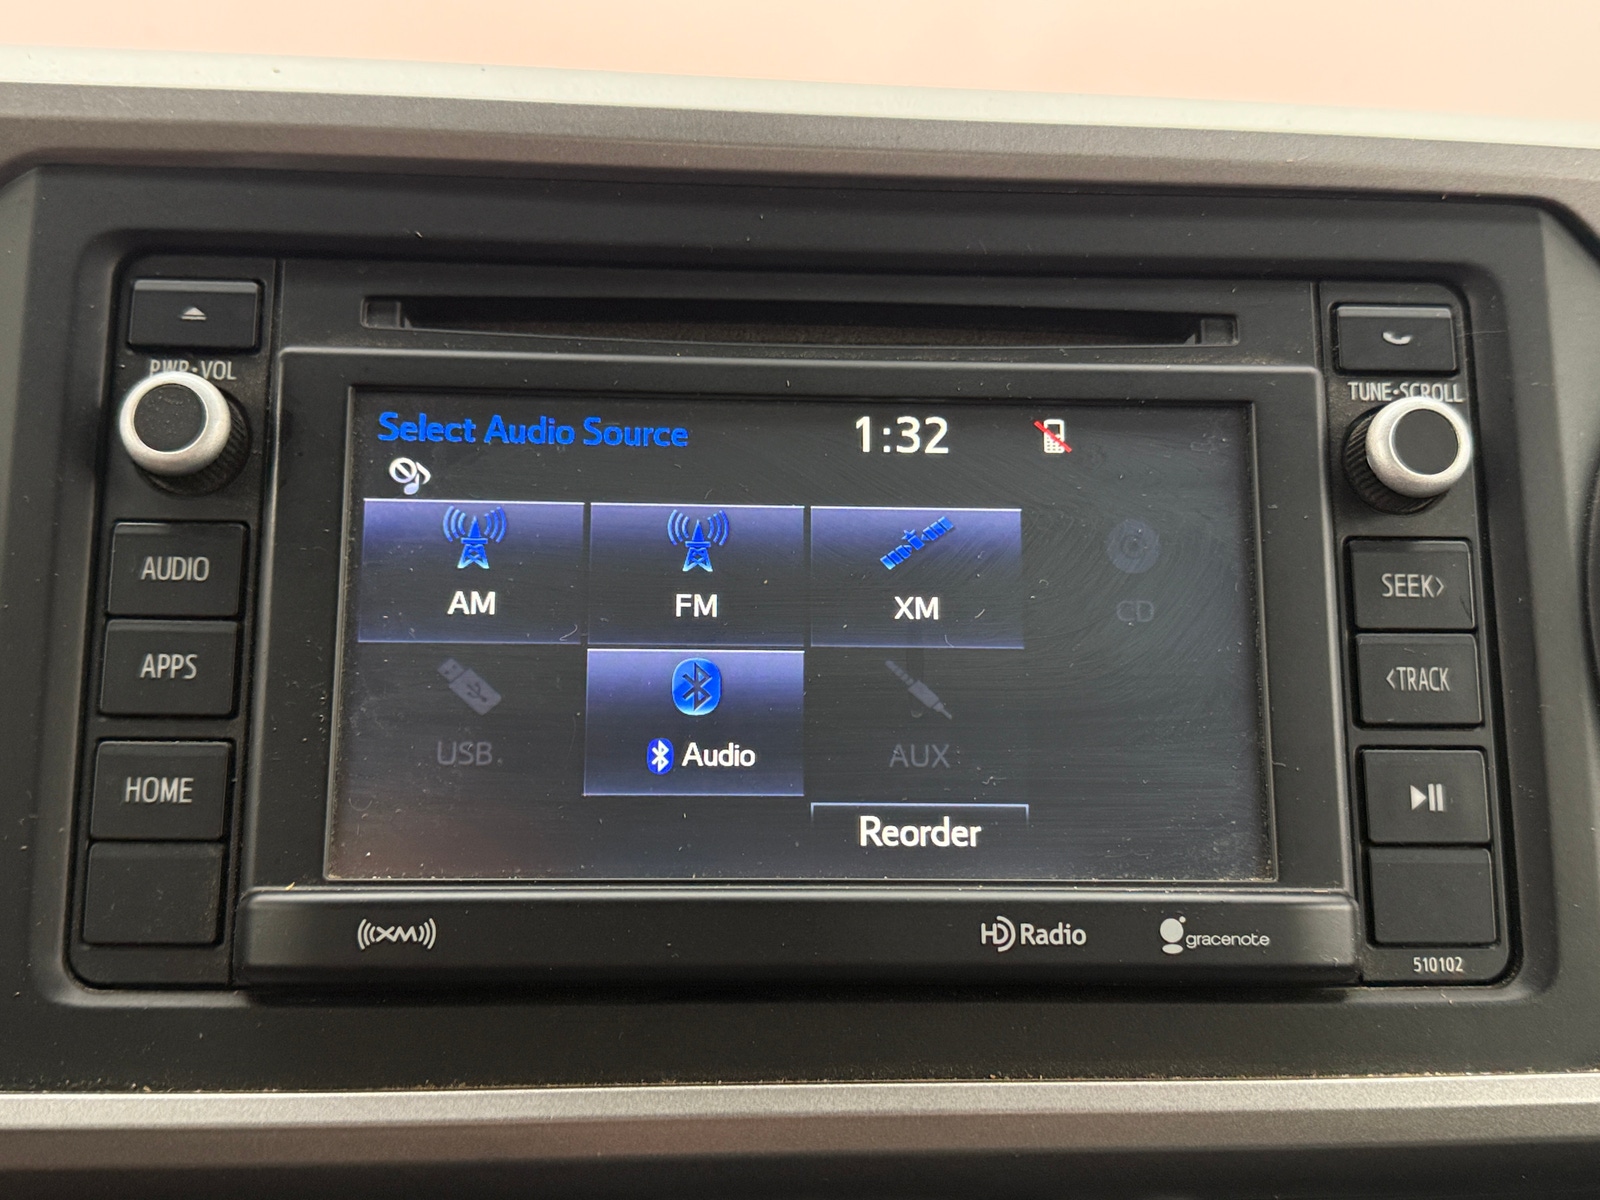 PWR•VOL
TUNE•SCROLL
Select Audio Source
1:32
AM
FM
XM
CD
USB
Audio
AUX
Reorder
AUDIO
APPS
HOME
SEEK>
<TRACK
((XM))
HD Radio
gracenote
510102